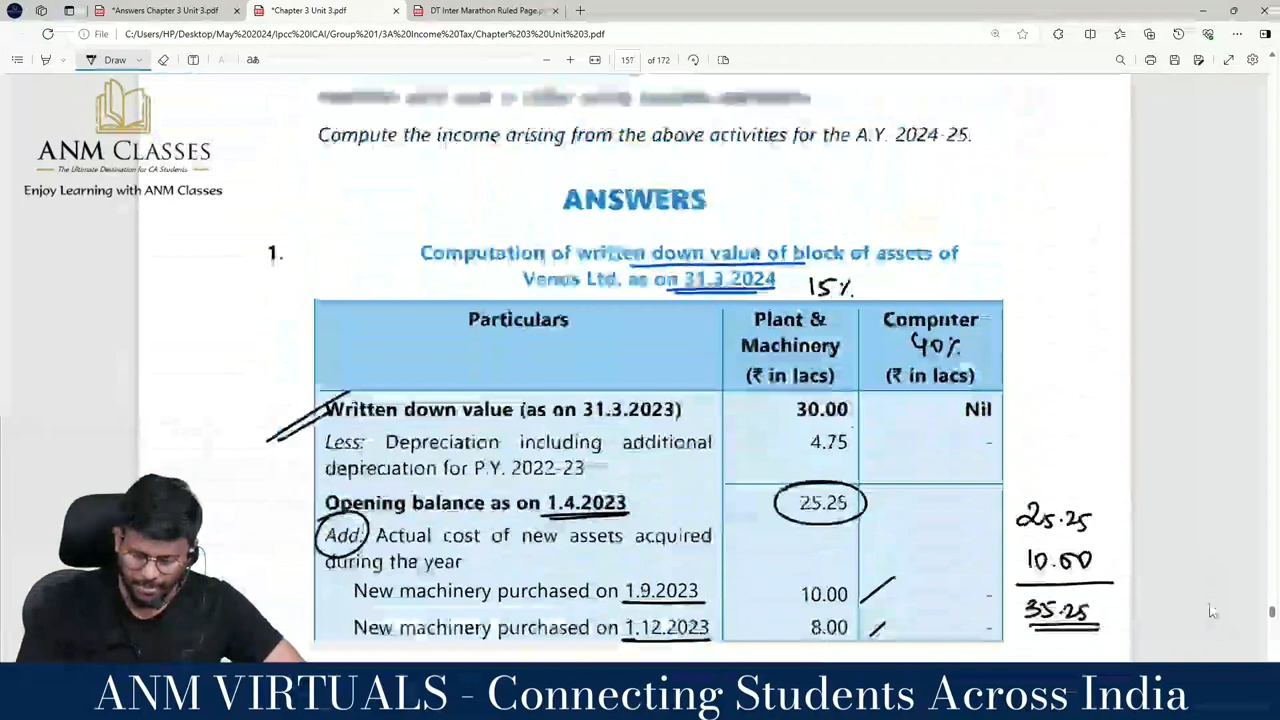 *Answers Chapter 3 Unit 3.pdf
*Chapter 3 Unit 3.pdf
DT Inter Marathon Ruled Page.p
File
C:/Users/HP/Desktop/May%202024/Ipcc%20ICAI/Group%201/3A%20Income%20Tax/Chapter%203%20Unit%203.pdf
Draw
157 of 172
ANM CLASSES
The Ultimate Destination for CA Students
Enjoy Learning with ANM Classes
Compute the income arising from the above activities for the A.Y. 2024-25.
ANSWERS
1. Computation of written down value of block of assets of
Venus Ltd. as on 31.3.2024
15%
Particulars
Plant &
Machinery
(₹ in lacs)
Computer
40%
(₹ in lacs)
Written down value (as on 31.3.2023) 30.00 Nil
Less: Depreciation including additional 4.75 -
depreciation for P.Y. 2022-23
Opening balance as on 1.4.2023 25.25
Add: Actual cost of new assets acquired
during the year
New machinery purchased on 1.9.2023 10.00 -
New machinery purchased on 1.12.2023 8.00 -
25.25
10.00
35.25
ANM VIRTUALS - Connecting Students Across India